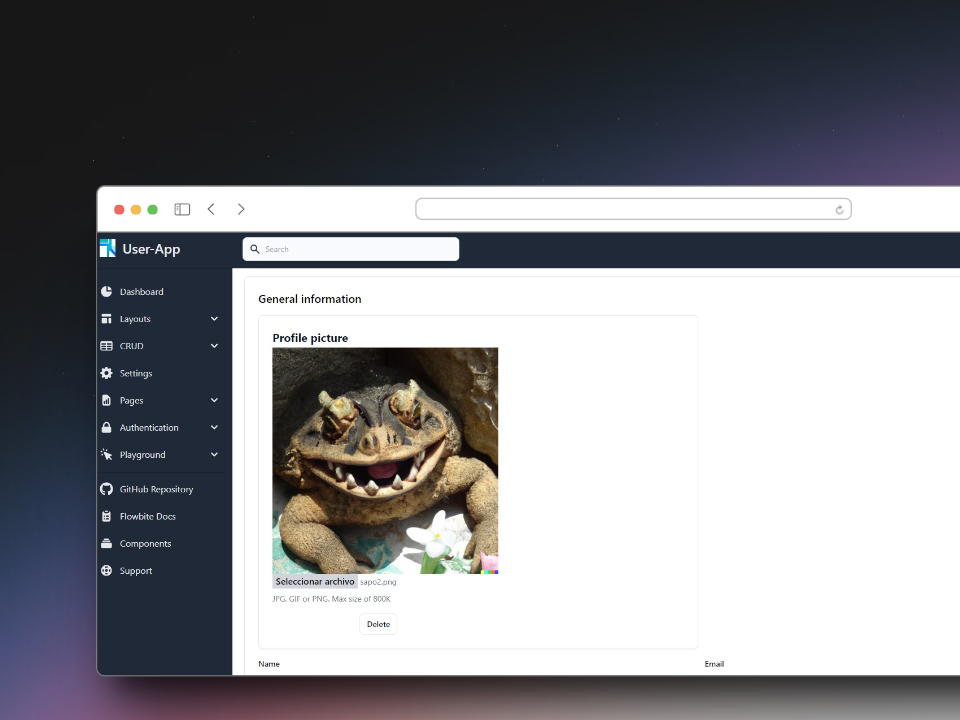 User-App
Search
Dashboard
Layouts
CRUD
Settings
Pages
Authentication
Playground
GitHub Repository
Flowbite Docs
Components
Support
General information
Profile picture
Seleccionar archivo sapo2.png
JPG, GIF or PNG. Max size of 800K
Delete
Name
Email